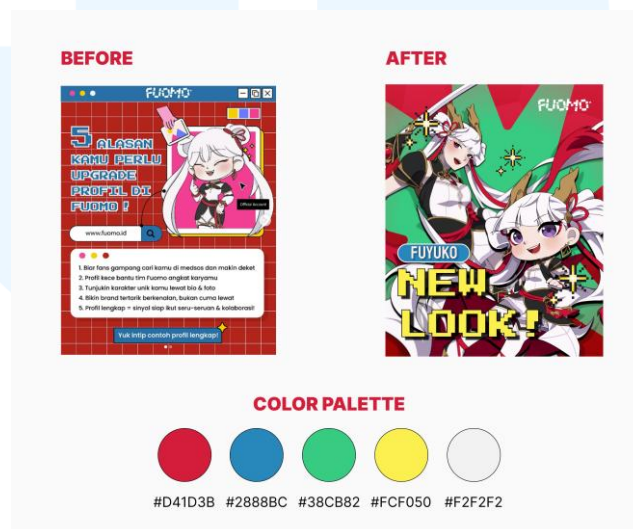 BEFORE
AFTER
FUOMO
5 ALASAN
KAMU PERLU
UPGRADE
PROFIL DI
FUOMO !
Official Account
www.fuomo.id
1. Biar fans gampang cari kamu di medsos dan makin deket
2. Profil kece bantu tim Fuomo angkat karyamu
3. Tunjukin karakter unik kamu lewat bio & foto
4. Bikin brand tertarik berkenalan, bukan cuma lewat
5. Profil lengkap = sinyal siap ikut seru-seruan & kolaborasi!
Yuk intip contoh profil lengkap!
FUOMO
FUYUKO
NEW
LOOK!
COLOR PALETTE
#D41D3B #2888BC #38CB82 #FCF050 #F2F2F2